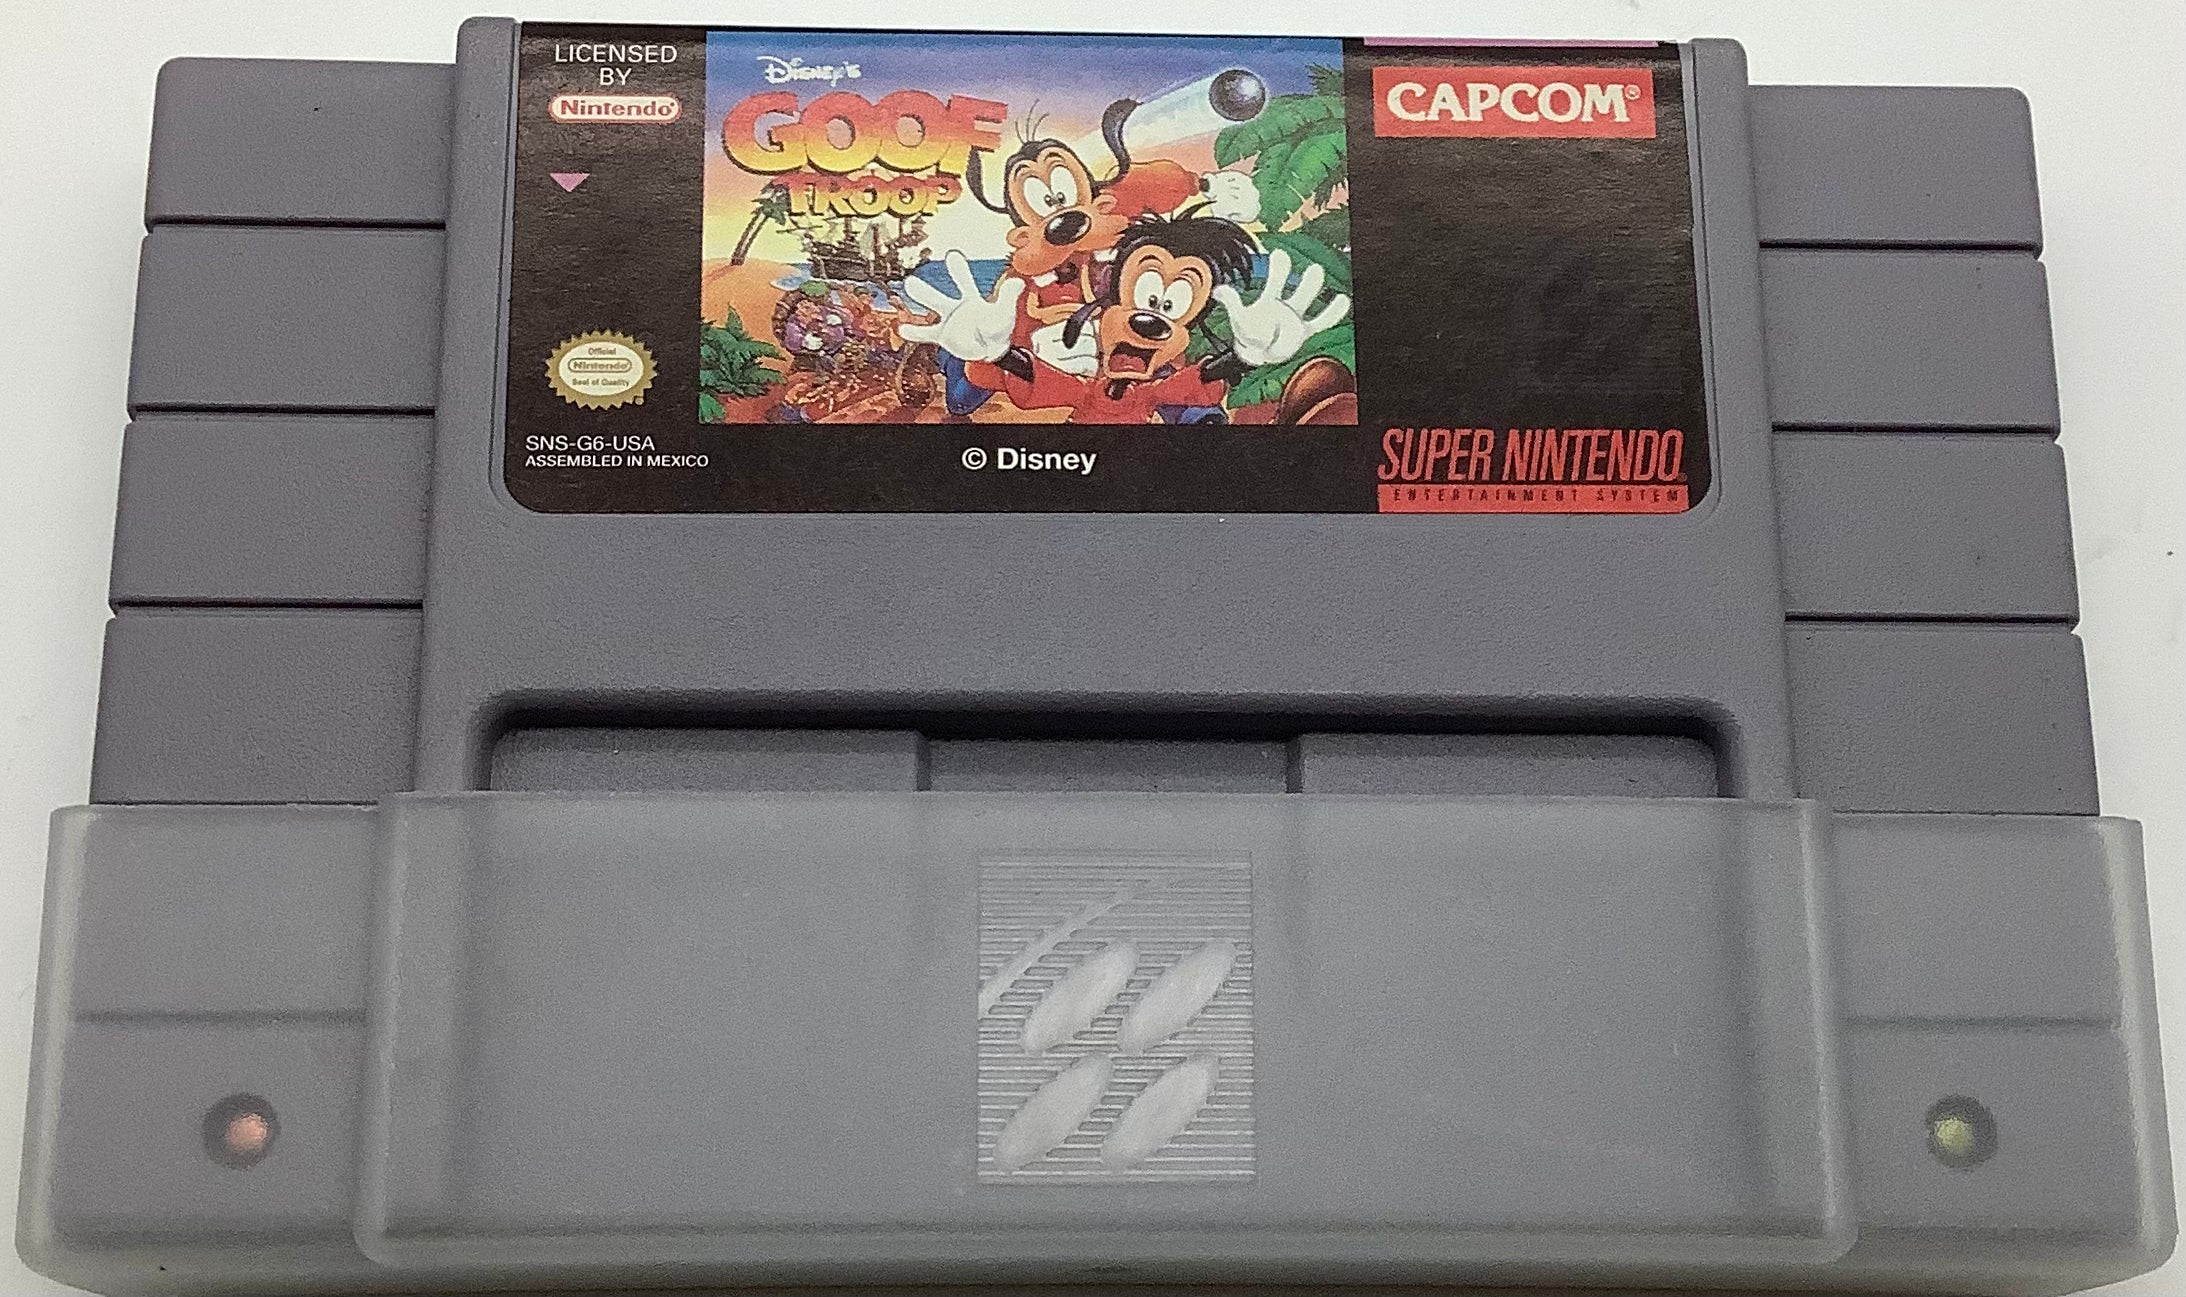 LICENSED
BY
Nintendo®
Disney's
GOOF
TROOP
CAPCOM®
Official
Nintendo
Seal of Quality
SNS-G6-USA
ASSEMBLED IN MEXICO
© Disney
SUPER NINTENDO
ENTERTAINMENT SYSTEM